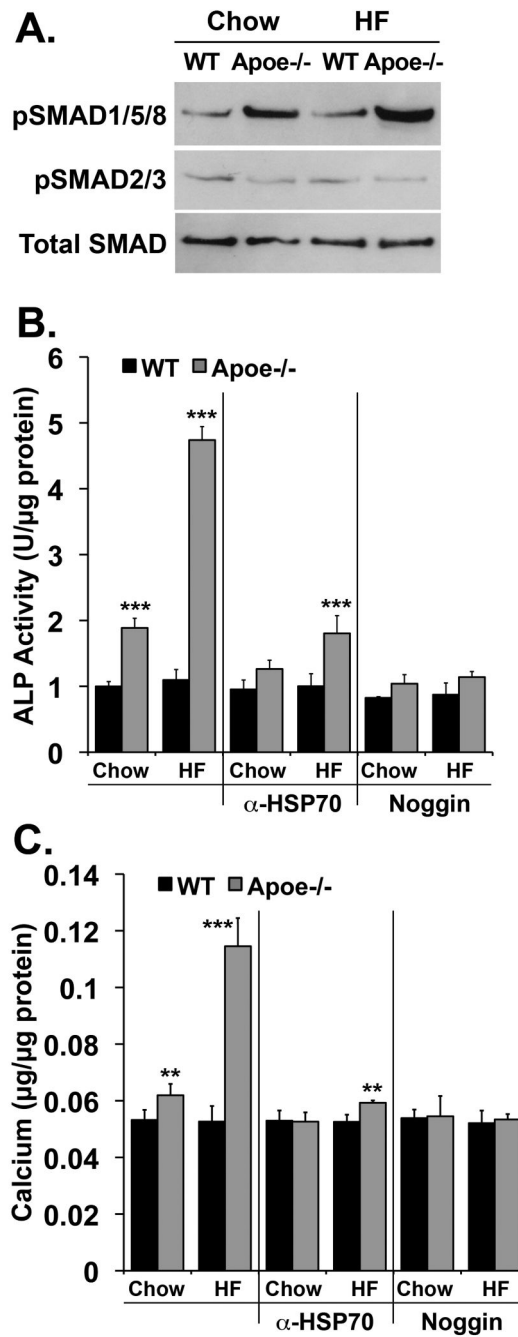 A.
Chow HF
WT Apoe-/- WT Apoe-/-
pSMAD1/5/8
pSMAD2/3
Total SMAD
B.
WT Apoe-/-
ALP Activity (U/µg protein)
6
5
4
3
2
1
0
***
***
***
Chow HF Chow HF Chow HF
α-HSP70 Noggin
C.
WT Apoe-/-
Calcium (µg/µg protein)
0.14
0.12
0.1
0.08
0.06
0.04
0.02
0
**
***
**
Chow HF Chow HF Chow HF
α-HSP70 Noggin